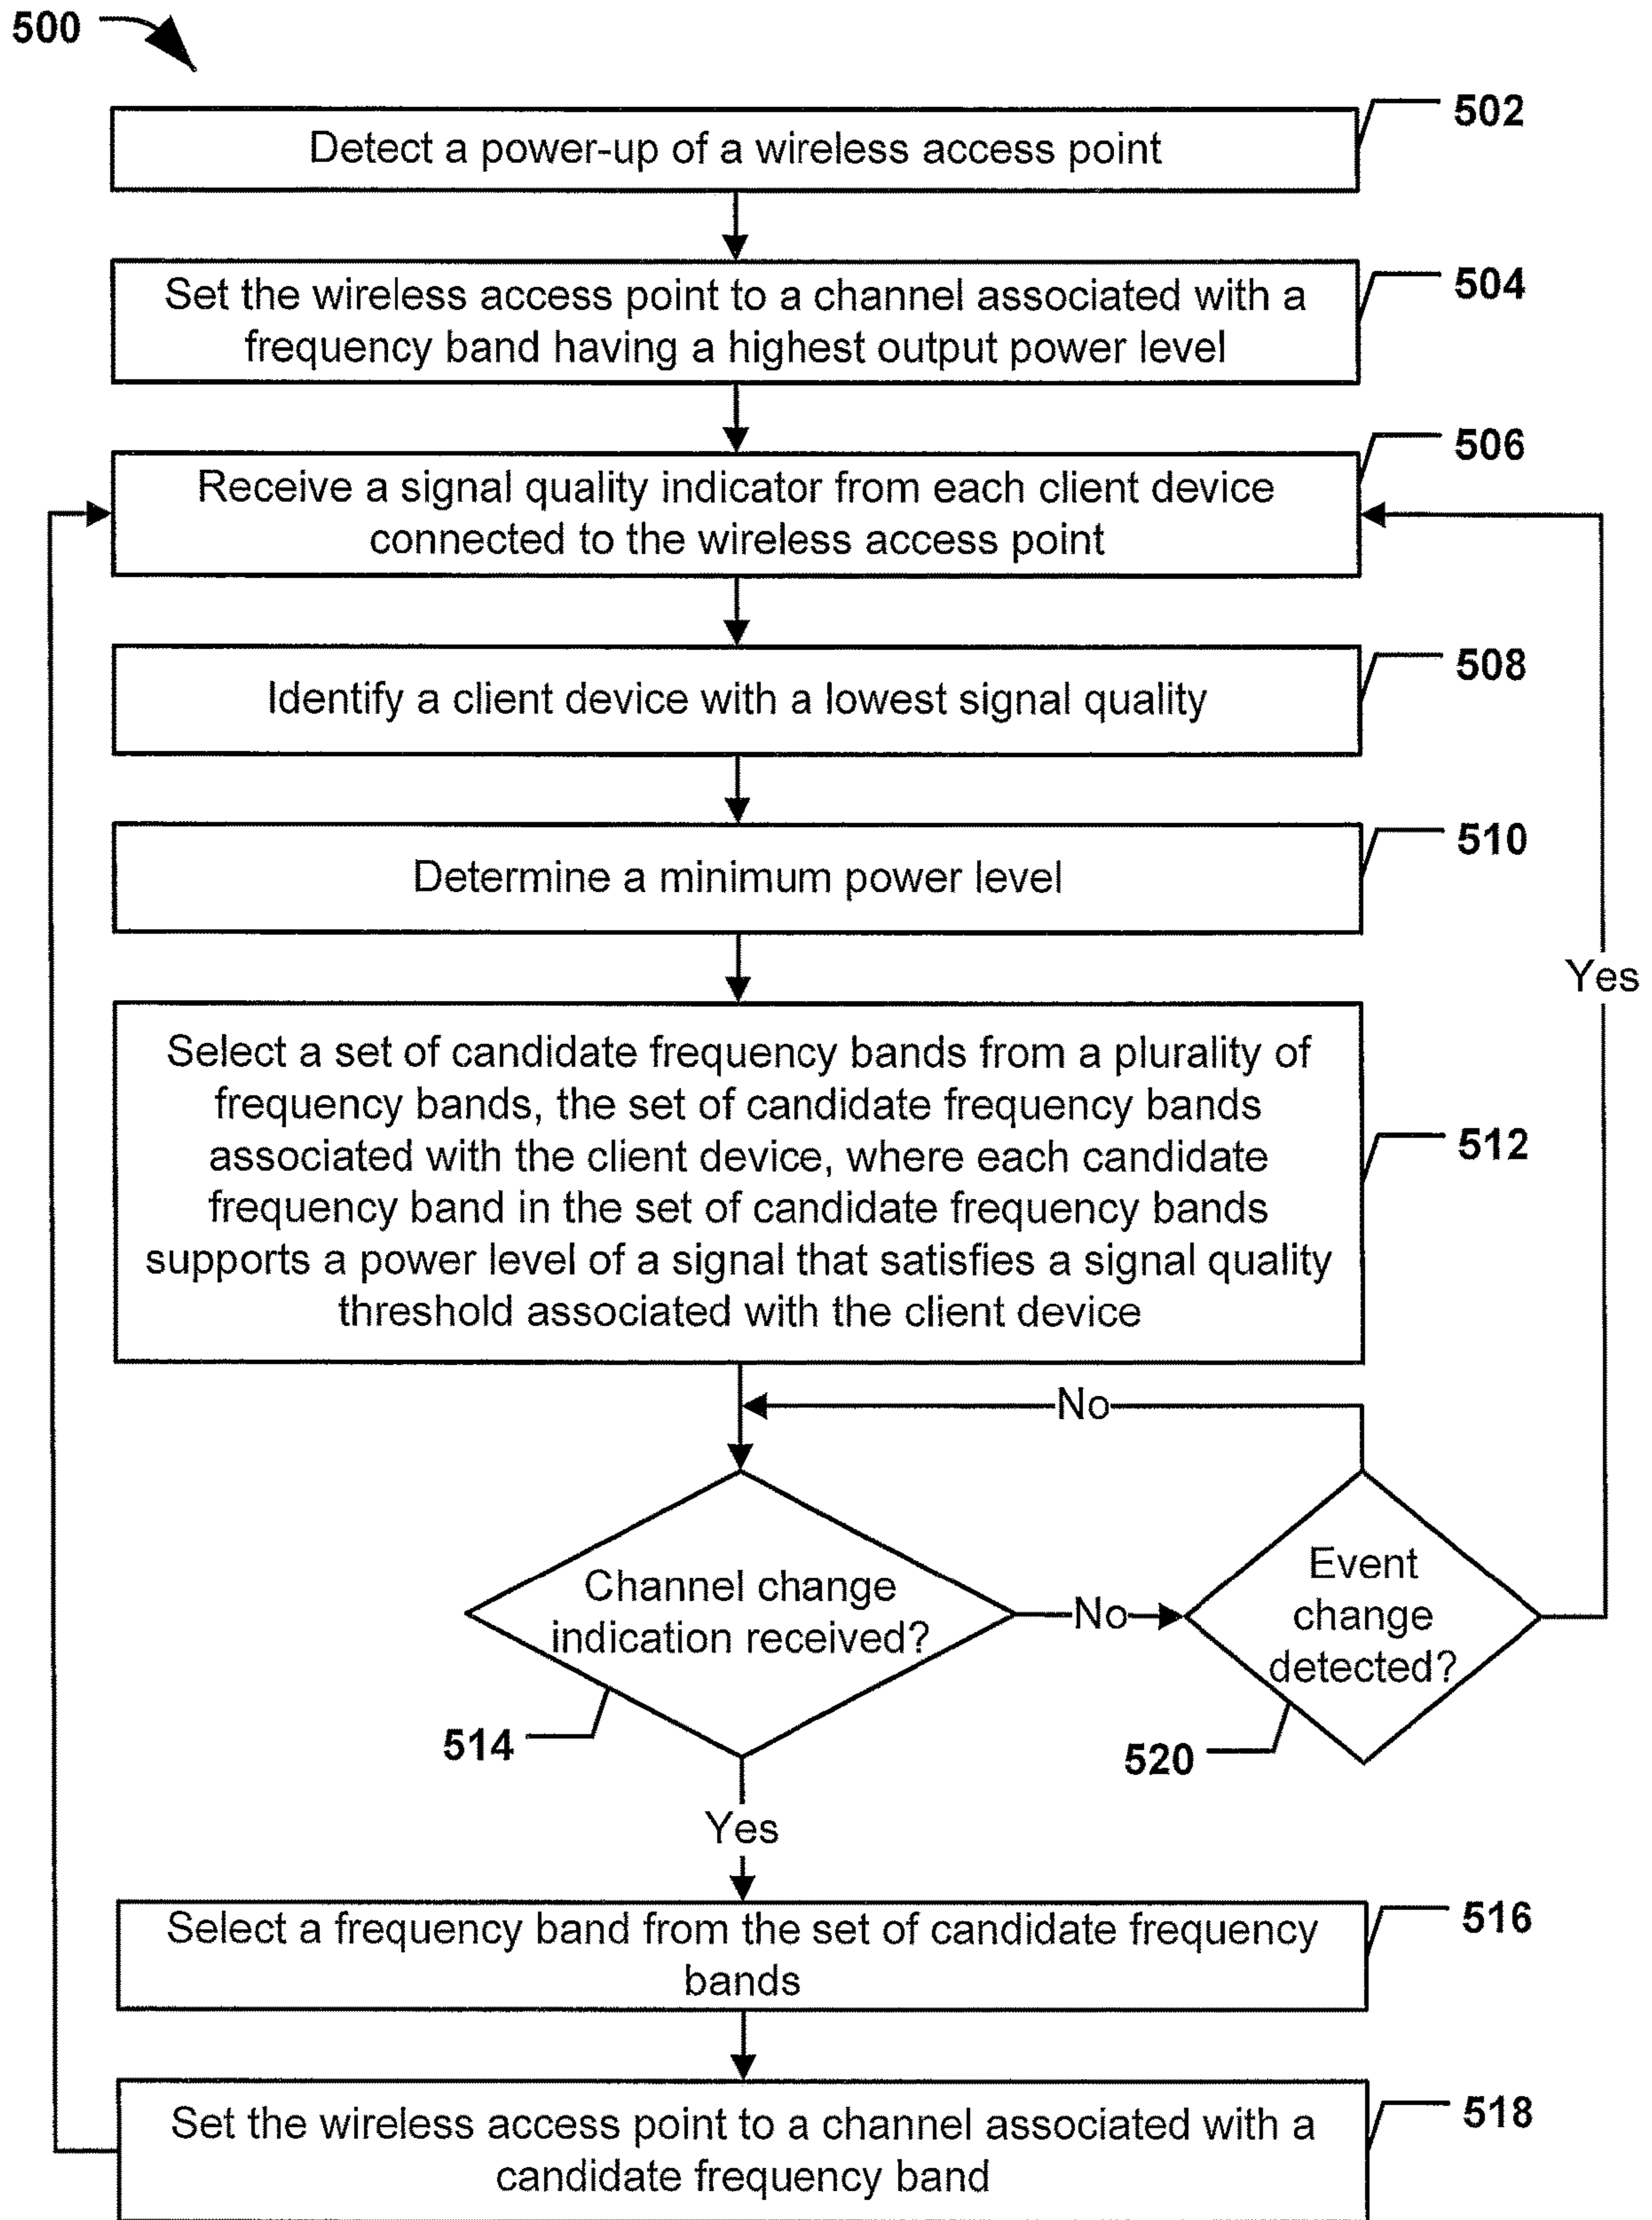 500
502
Detect a power-up of a wireless access point
504
Set the wireless access point to a channel associated with a
frequency band having a highest output power level
506
Receive a signal quality indicator from each client device
connected to the wireless access point
508
Identify a client device with a lowest signal quality
510
Determine a minimum power level
Yes
Select a set of candidate frequency bands from a plurality of
frequency bands, the set of candidate frequency bands
associated with the client device, where each candidate
frequency band in the set of candidate frequency bands
supports a power level of a signal that satisfies a signal quality
threshold associated with the client device
512
No
Channel change
indication received?
No
Event
change
detected?
514
520
Yes
516
Select a frequency band from the set of candidate frequency
bands
518
Set the wireless access point to a channel associated with a
candidate frequency band